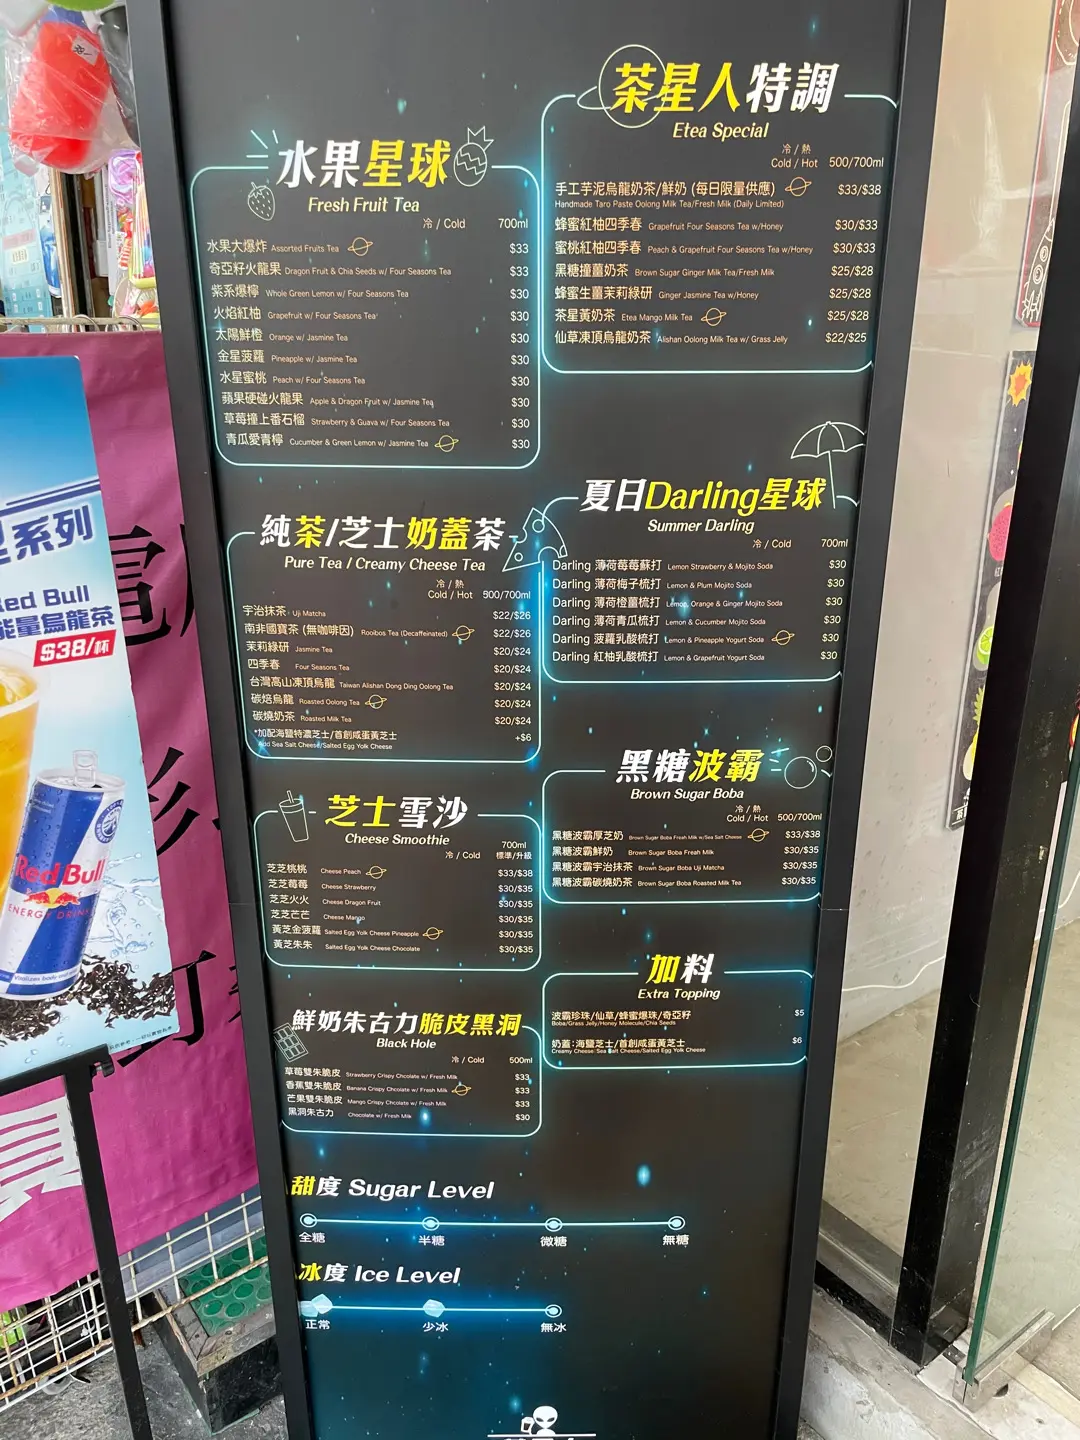 水果星球
Fresh Fruit Tea
冷 / Cold 700ml
水果大爆炸 Assorted Fruits Tea $33
奇亞籽火龍果 Dragon Fruit & Chia Seeds w/ Four Seasons Tea $33
紫系爆檸 Whole Green Lemon w/ Four Seasons Tea $30
火焰紅柚 Grapefruit w/ Four Seasons Tea $30
太陽鮮橙 Orange w/ Jasmine Tea $30
金星菠蘿 Pineapple w/ Jasmine Tea $30
水星蜜桃 Peach w/ Four Seasons Tea $30
蘋果硬碰火龍果 Apple & Dragon Fruit w/ Jasmine Tea $30
草莓撞上番石榴 Strawberry & Guava w/ Four Seasons Tea $30
青瓜愛青檸 Cucumber & Green Lemon w/ Jasmine Tea $30
純茶/芝士奶蓋茶
Pure Tea / Creamy Cheese Tea
冷 / 熱
Cold / Hot 500/700ml
宇治抹茶 Uji Matcha $22/$26
南非國寶茶 (無咖啡因) Rooibos Tea (Decaffeinated) $22/$26
茉莉綠研 Jasmine Tea $20/$24
四季春 Four Seasons Tea $20/$24
台灣高山凍頂烏龍 Taiwan Alishan Dong Ding Oolong Tea $20/$24
碳焙烏龍 Roasted Oolong Tea $20/$24
碳燒奶茶 Roasted Milk Tea $20/$24
*加配海鹽特濃芝士/首創咸蛋黃芝士 +$6
Add Sea Salt Cheese/Salted Egg Yolk Cheese
芝士雪沙
Cheese Smoothie
冷 / Cold 700ml
標準/升級
芝芝桃桃 Cheese Peach $33/$38
芝芝莓莓 Cheese Strawberry $30/$35
芝芝火火 Cheese Dragon Fruit $30/$35
芝芝芒芒 Cheese Mango $30/$35
黃芝金菠蘿 Salted Egg Yolk Cheese Pineapple $30/$35
黃芝朱朱 Salted Egg Yolk Cheese Chocolate $30/$35
鮮奶朱古力脆皮黑洞
Black Hole
冷 / Cold 500ml
草莓雙朱脆皮 Strawberry Crispy Chcolate w/ Fresh Milk $33
香蕉雙朱脆皮 Banana Crispy Chcolate w/ Fresh Milk $33
芒果雙朱脆皮 Mango Crispy Chcolate w/ Fresh Milk $33
黑洞朱古力 Chocolate w/ Fresh Milk $30
甜度 Sugar Level
全糖 半糖 微糖 無糖
冰度 Ice Level
正常 少冰 無冰
茶星人特調
Etea Special
冷 / 熱
Cold / Hot 500/700ml
手工芋泥烏龍奶茶/鮮奶 (每日限量供應) $33/$38
Handmade Taro Paste Oolong Milk Tea/Fresh Milk (Daily Limited)
蜂蜜紅柚四季春 Grapefruit Four Seasons Tea w/Honey $30/$33
蜜桃紅柚四季春 Peach & Grapefruit Four Seasons Tea w/Honey $30/$33
黑糖撞薑奶茶 Brown Sugar Ginger Milk Tea/Fresh Milk $25/$28
蜂蜜生薑茉莉綠研 Ginger Jasmine Tea w/Honey $25/$28
茶星黃奶茶 Etea Mango Milk Tea $25/$28
仙草凍頂烏龍奶茶 Alishan Oolong Milk Tea w/ Grass Jelly $22/$25
夏日Darling星球
Summer Darling
冷 / Cold 700ml
Darling 薄荷莓莓蘇打 Lemon Strawberry & Mojito Soda $30
Darling 薄荷梅子梳打 Lemon & Plum Mojito Soda $30
Darling 薄荷橙薑梳打 Lemon, Orange & Ginger Mojito Soda $30
Darling 薄荷青瓜梳打 Lemon & Cucumber Mojito Soda $30
Darling 菠蘿乳酸梳打 Lemon & Pineapple Yogurt Soda $30
Darling 紅柚乳酸梳打 Lemon & Grapefruit Yogurt Soda $30
黑糖波霸
Brown Sugar Boba
冷 / 熱
Cold / Hot 500/700ml
黑糖波霸厚芝奶 Brown Sugar Boba Fresh Milk w/Sea Salt Cheese $33/$38
黑糖波霸鮮奶 Brown Sugar Boba Fresh Milk $30/$35
黑糖波霸宇治抹茶 Brown Sugar Boba Uji Matcha $30/$35
黑糖波霸碳燒奶茶 Brown Sugar Boba Roasted Milk Tea $30/$35
加料
Extra Topping
波霸珍珠/仙草/蜂蜜爆珠/奇亞籽 $5
Boba/Grass Jelly/Honey Molecule/Chia Seeds
奶蓋:海鹽芝士/首創咸蛋黃芝士 $6
Creamy Cheese: Sea Salt Cheese/Salted Egg Yolk Cheese
系列
Red Bull
能量烏龍茶
$38/杯
Red Bull
ENERGY DRINK